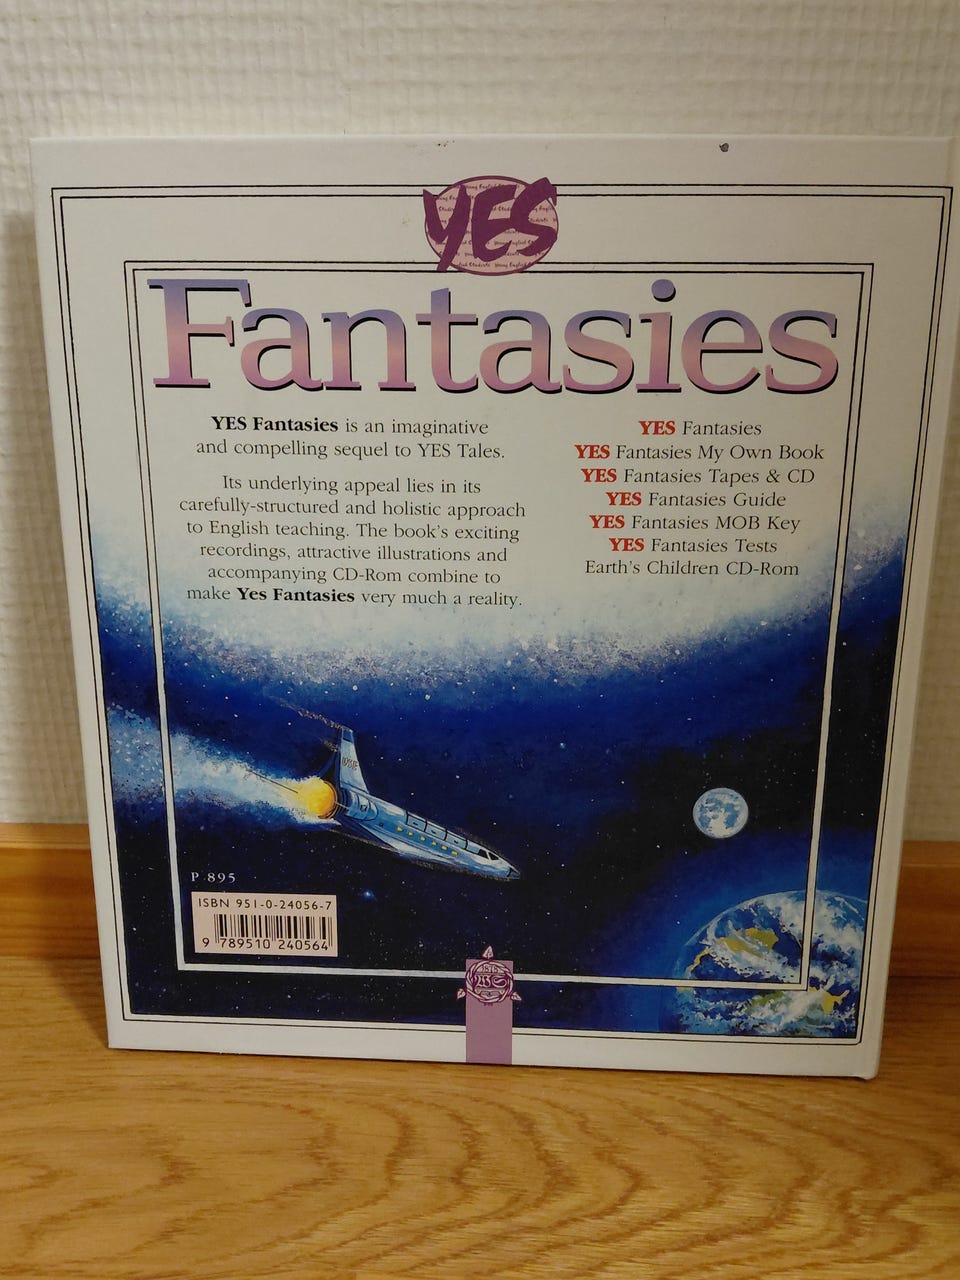 YES
Fantasies
YES Fantasies is an imaginative
and compelling sequel to YES Tales.
Its underlying appeal lies in its
carefully-structured and holistic approach
to English teaching. The book's exciting
recordings, attractive illustrations and
accompanying CD-Rom combine to
make Yes Fantasies very much a reality.
YES Fantasies
YES Fantasies My Own Book
YES Fantasies Tapes & CD
YES Fantasies Guide
YES Fantasies MOB Key
YES Fantasies Tests
Earth's Children CD-Rom
P 895
ISBN 951-0-24056-7
9 789510 240564